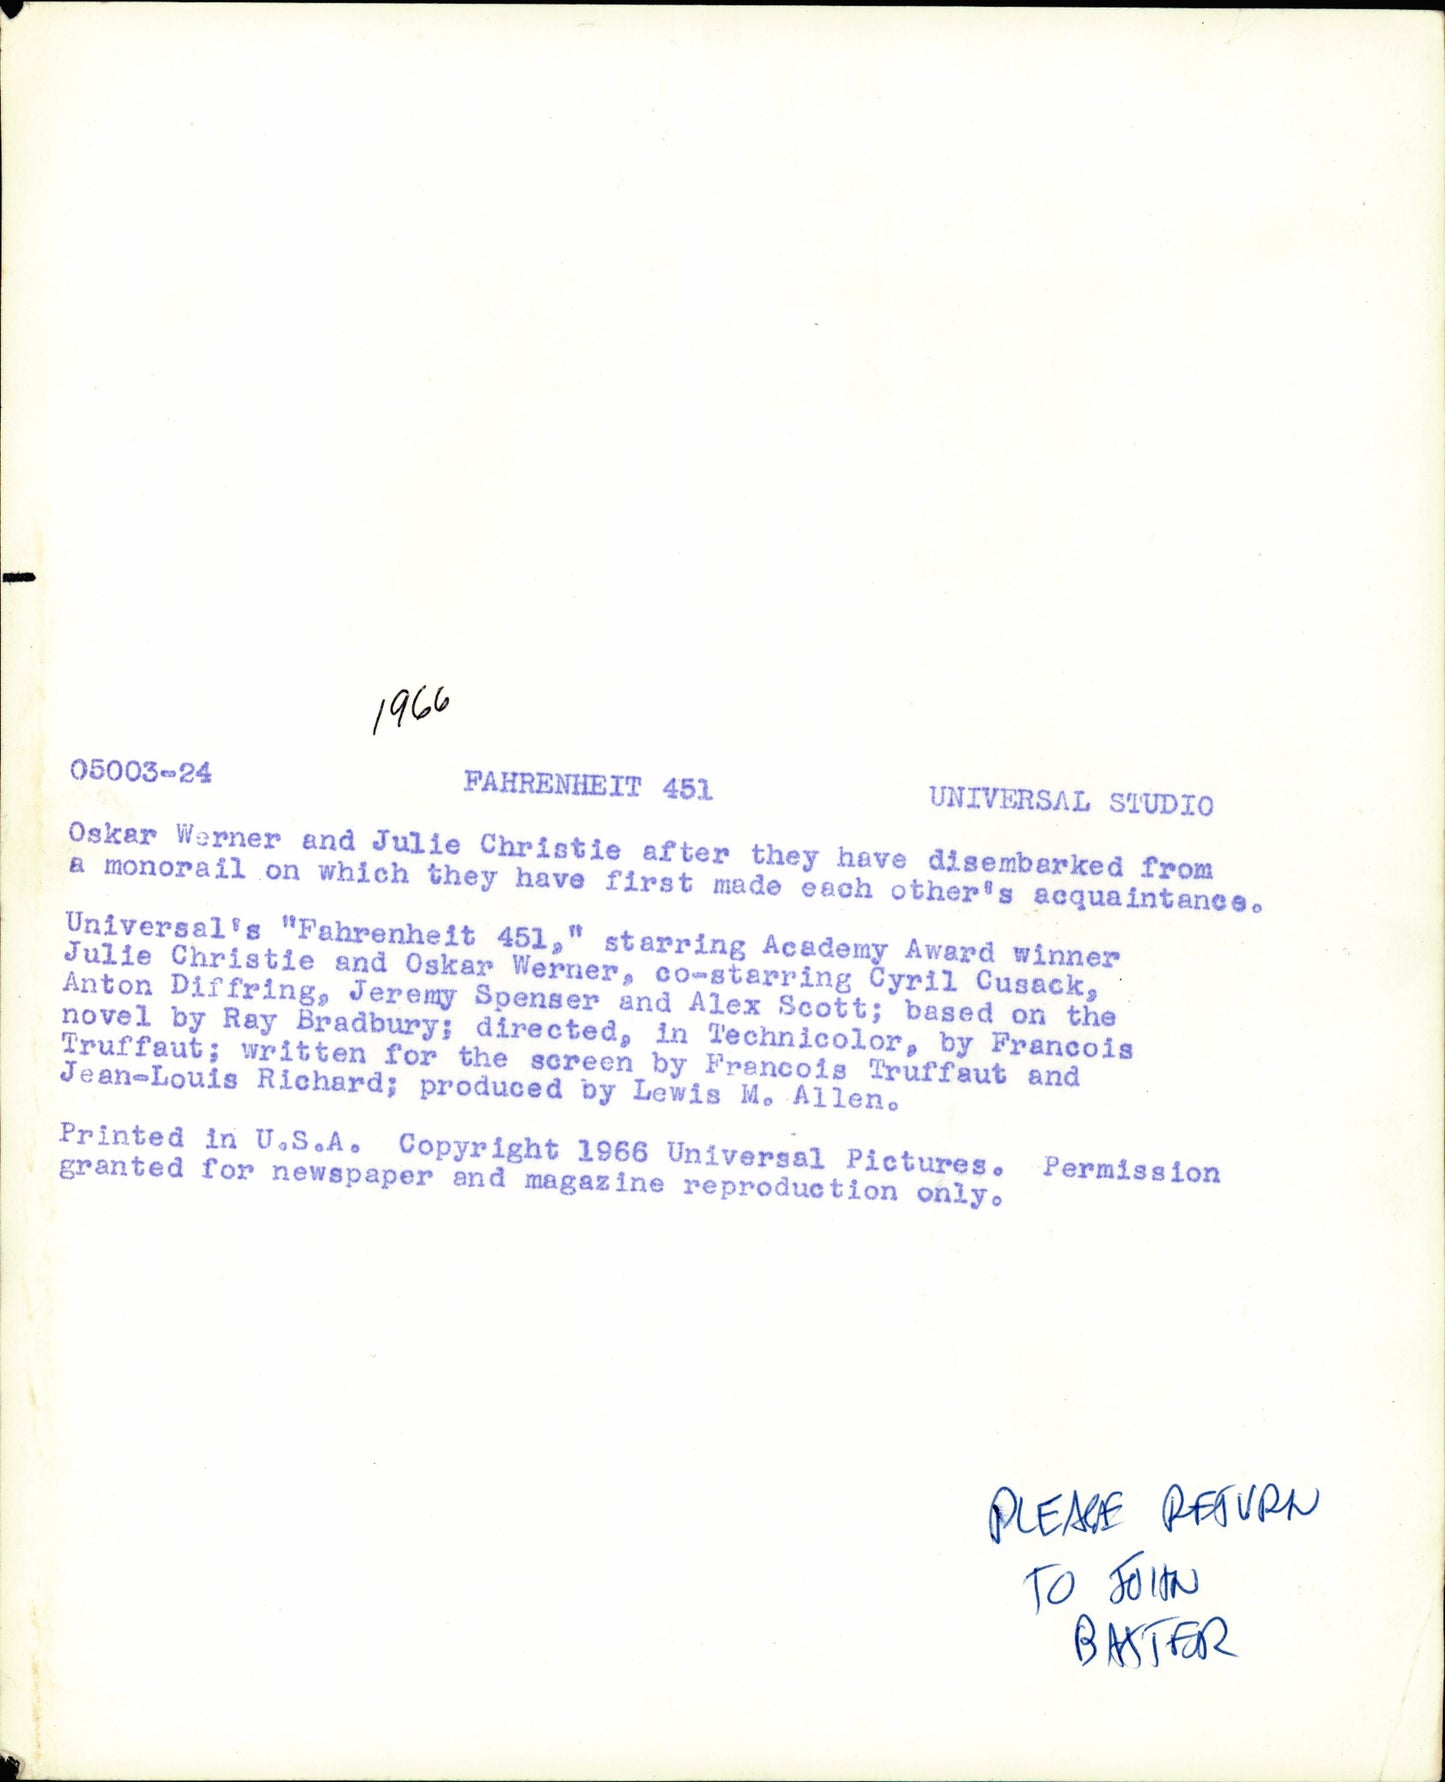 1966
05003-24 FAHRENHEIT 451 UNIVERSAL STUDIO
Oskar Werner and Julie Christie after they have disembarked from
a monorail on which they have first made each other's acquaintance.
Universal's "Fahrenheit 451," starring Academy Award winner
Julie Christie and Oskar Werner, co-starring Cyril Cusack,
Anton Diffring, Jeremy Spenser and Alex Scott; based on the
novel by Ray Bradbury; directed, in Technicolor, by Francois
Truffaut; written for the screen by Francois Truffaut and
Jean-Louis Richard; produced by Lewis M. Allen.
Printed in U.S.A. Copyright 1966 Universal Pictures. Permission
granted for newspaper and magazine reproduction only.
PLEASE RETURN
TO JOHN
BAXTER